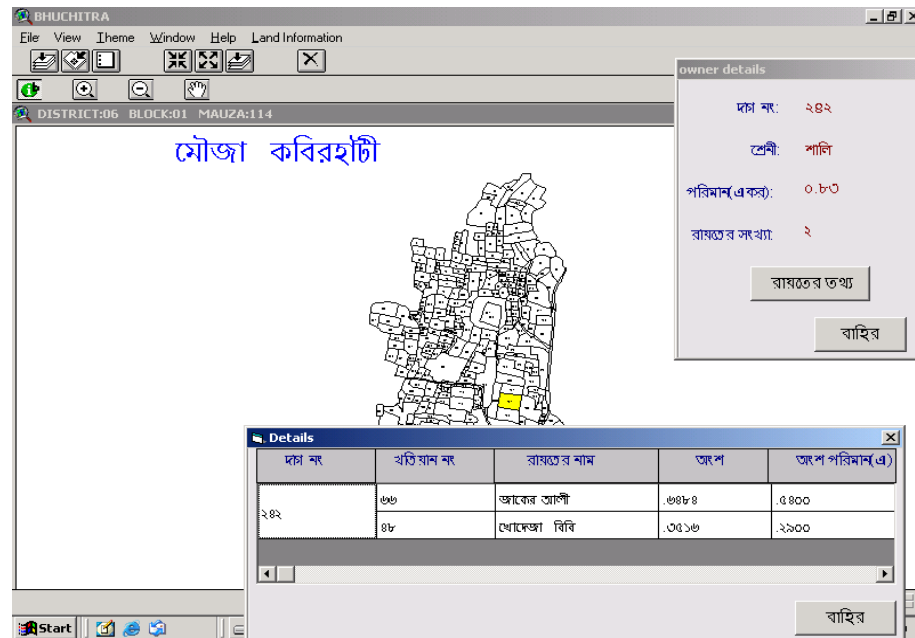 BHUCHITRA
File View Theme Window Help Land Information
owner details
DISTRICT:06 BLOCK:01 MAUZA:114
মৌজা কবিরহাটী
দাগ নং: ২৪২
শ্রেনী: শালি
পরিমান(একর): ০.৮৩
রায়তের সংখ্যা: ২
রায়তের তথ্য
বাহির
Details
দাগ নং খতিয়ান নং রায়তের নাম অংশ অংশ পরিমান(এ)
২৪২
৬৬ জাকের আলী .৬৪৮৪ .৫৪০০
৪৮ খোদেজা বিবি .৩৫১৬ .২৯০০
বাহির
Start